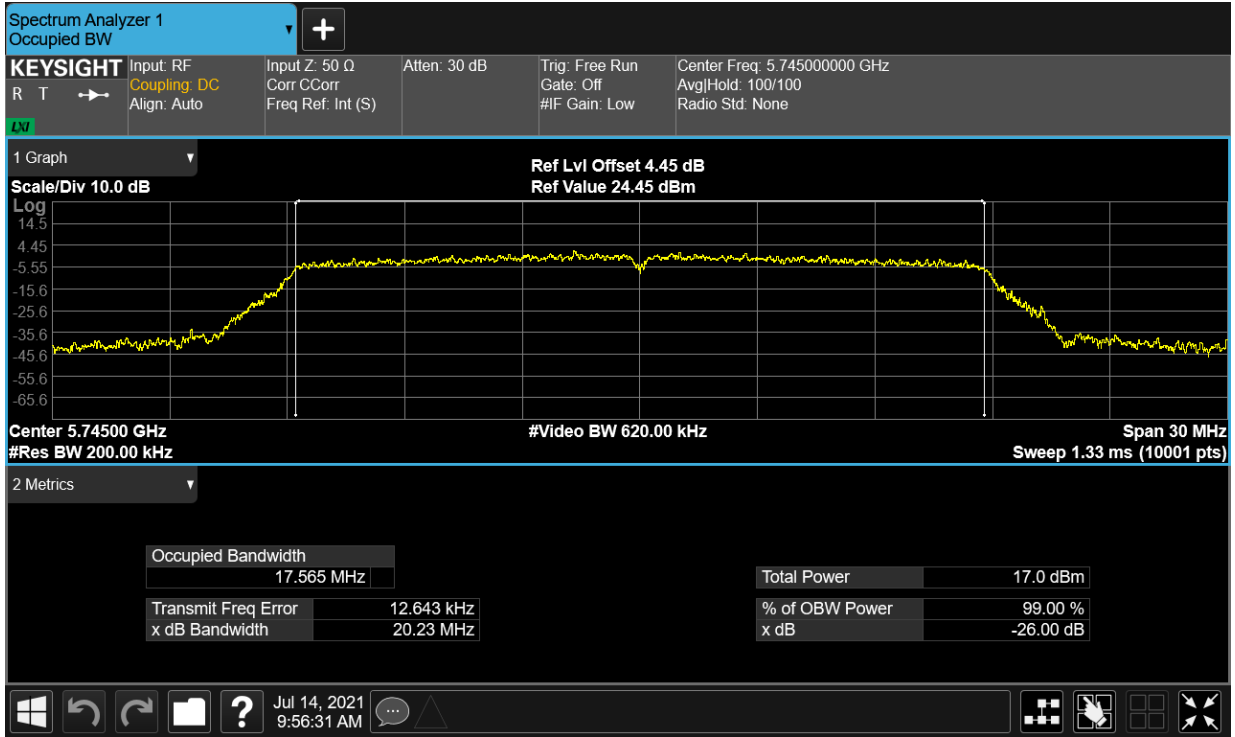 Spectrum Analyzer 1
Occupied BW
KEYSIGHT
R T
LXI
Input: RF
Coupling: DC
Align: Auto
Input Z: 50 Ω
Corr CCorr
Freq Ref: Int (S)
Atten: 30 dB
Trig: Free Run
Gate: Off
#IF Gain: Low
Center Freq: 5.745000000 GHz
Avg|Hold: 100/100
Radio Std: None
1 Graph
Scale/Div 10.0 dB
Ref Lvl Offset 4.45 dB
Ref Value 24.45 dBm
Log
14.5
4.45
-5.55
-15.6
-25.6
-35.6
-45.6
-55.6
-65.6
Center 5.74500 GHz
#Res BW 200.00 kHz
#Video BW 620.00 kHz
Span 30 MHz
Sweep 1.33 ms (10001 pts)
2 Metrics
Occupied Bandwidth
17.565 MHz
Transmit Freq Error 12.643 kHz
x dB Bandwidth 20.23 MHz
Total Power 17.0 dBm
% of OBW Power 99.00 %
x dB -26.00 dB
?
Jul 14, 2021
9:56:31 AM